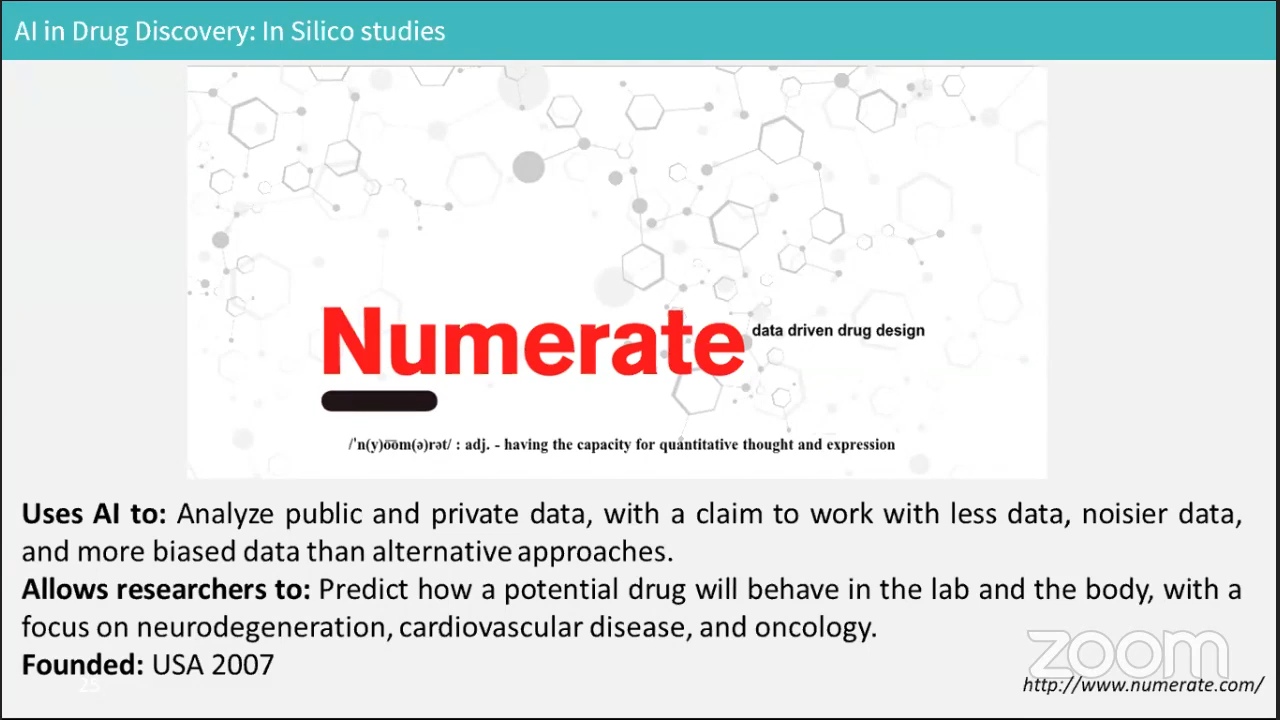 AI in Drug Discovery: In Silico studies
Numerate data driven drug design
/ˈn(y)o͞om(ə)rət/ : adj. - having the capacity for quantitative thought and expression
Uses AI to: Analyze public and private data, with a claim to work with less data, noisier data,
and more biased data than alternative approaches.
Allows researchers to: Predict how a potential drug will behave in the lab and the body, with a
focus on neurodegeneration, cardiovascular disease, and oncology.
Founded: USA 2007
zoom
25
http://www.numerate.com/